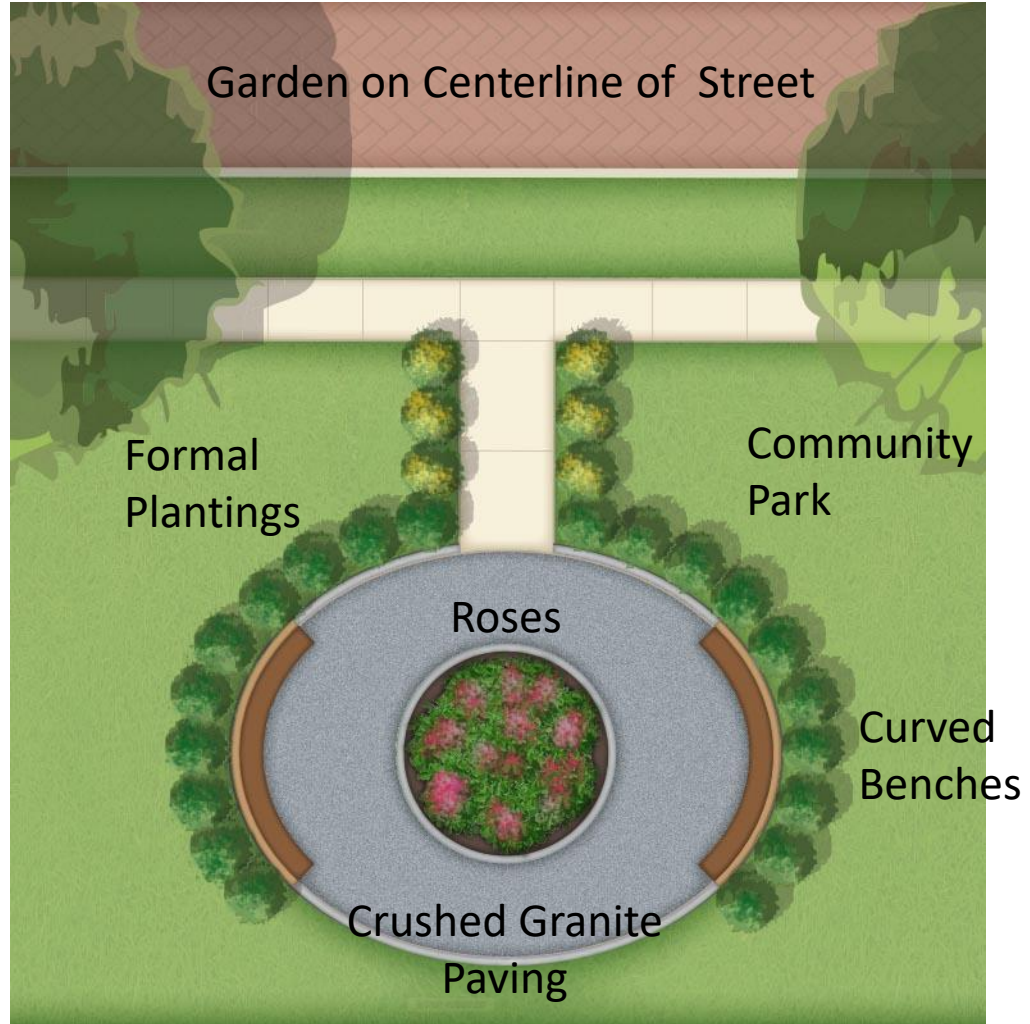 Garden on Centerline of Street
Formal
Plantings
Community
Park
Roses
Curved
Benches
Crushed Granite
Paving